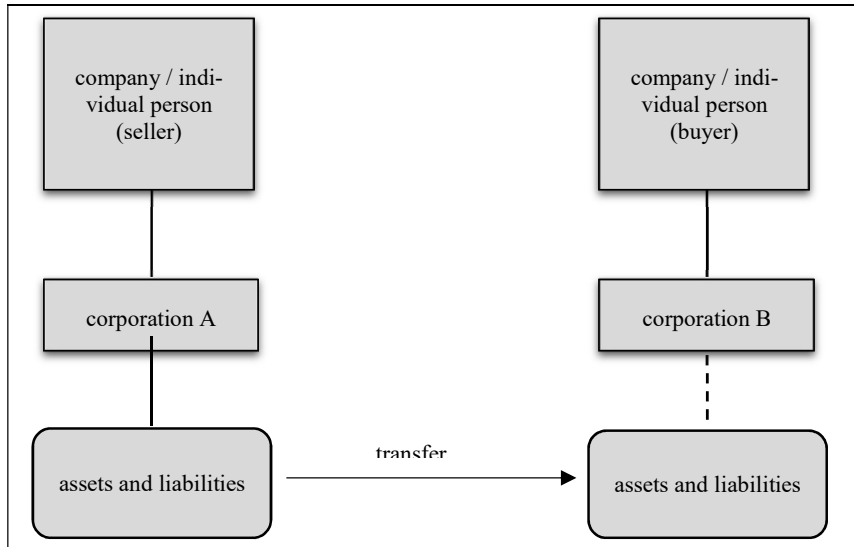 company / indi-
vidual person
(seller)
company / indi-
vidual person
(buyer)
corporation A
corporation B
transfer
assets and liabilities
assets and liabilities